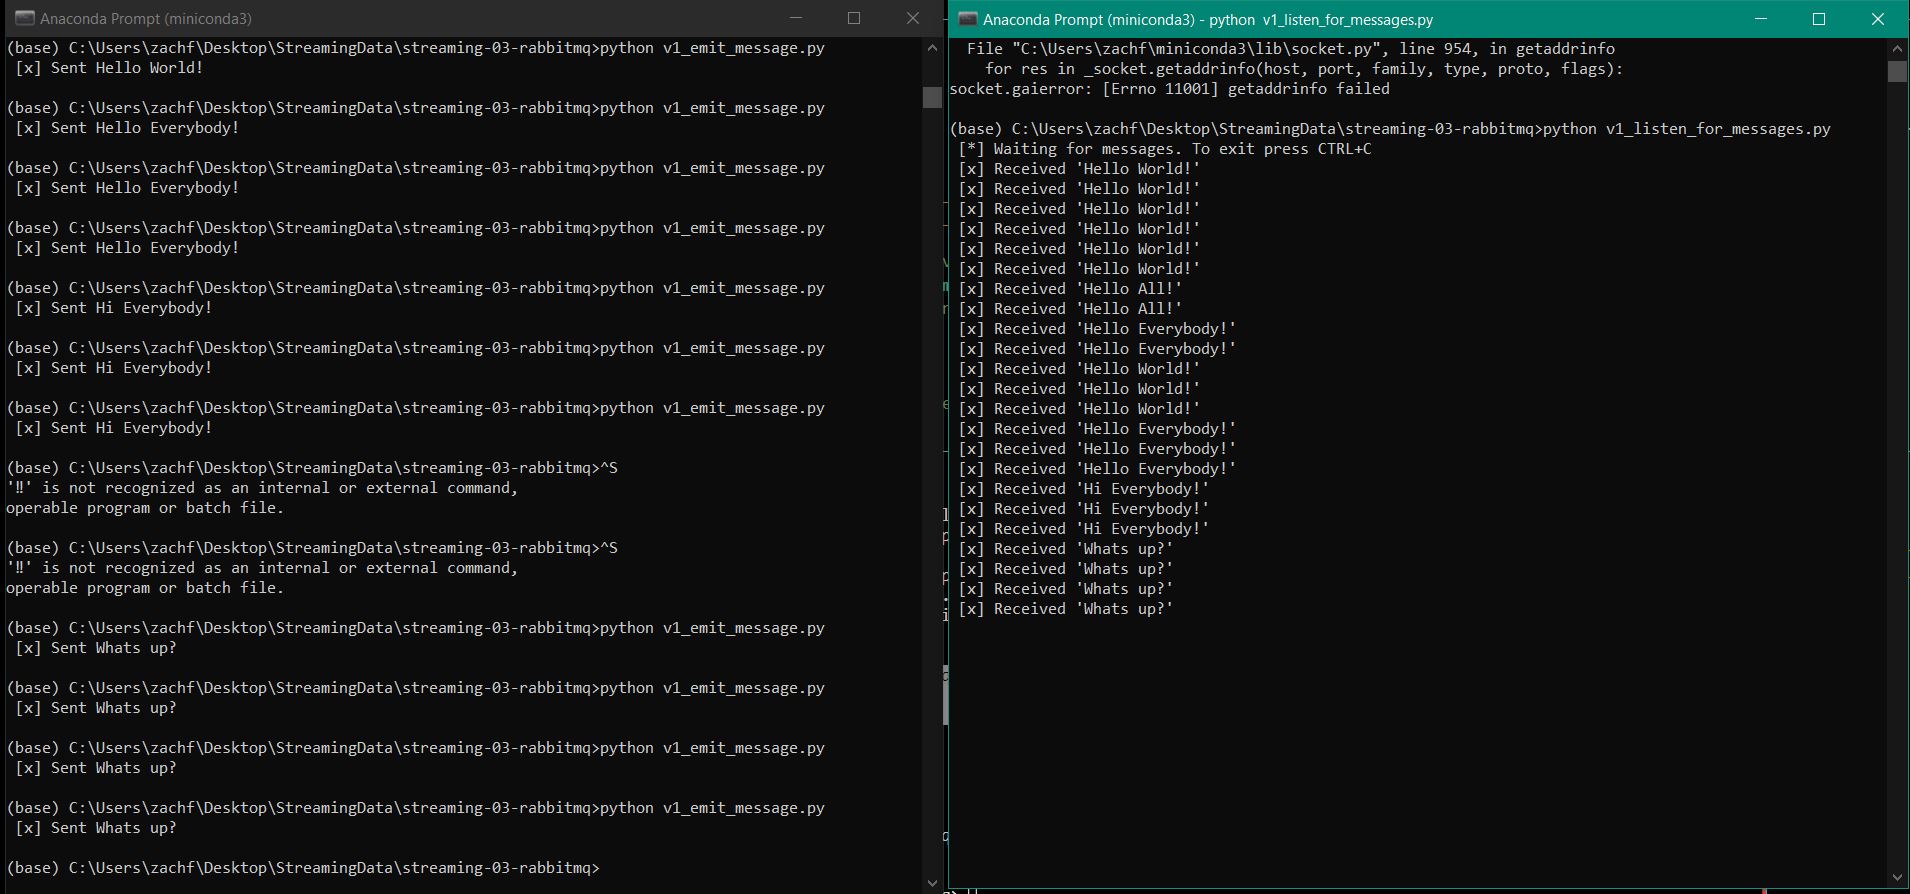 Anaconda Prompt (miniconda3)
(base) C:\Users\zachf\Desktop\StreamingData\streaming-03-rabbitmq>python v1_emit_message.py
 [x] Sent Hello World!
(base) C:\Users\zachf\Desktop\StreamingData\streaming-03-rabbitmq>python v1_emit_message.py
 [x] Sent Hello Everybody!
(base) C:\Users\zachf\Desktop\StreamingData\streaming-03-rabbitmq>python v1_emit_message.py
 [x] Sent Hello Everybody!
(base) C:\Users\zachf\Desktop\StreamingData\streaming-03-rabbitmq>python v1_emit_message.py
 [x] Sent Hello Everybody!
(base) C:\Users\zachf\Desktop\StreamingData\streaming-03-rabbitmq>python v1_emit_message.py
 [x] Sent Hi Everybody!
(base) C:\Users\zachf\Desktop\StreamingData\streaming-03-rabbitmq>python v1_emit_message.py
 [x] Sent Hi Everybody!
(base) C:\Users\zachf\Desktop\StreamingData\streaming-03-rabbitmq>python v1_emit_message.py
 [x] Sent Hi Everybody!
(base) C:\Users\zachf\Desktop\StreamingData\streaming-03-rabbitmq>^S
'‼' is not recognized as an internal or external command,
operable program or batch file.
(base) C:\Users\zachf\Desktop\StreamingData\streaming-03-rabbitmq>^S
'‼' is not recognized as an internal or external command,
operable program or batch file.
(base) C:\Users\zachf\Desktop\StreamingData\streaming-03-rabbitmq>python v1_emit_message.py
 [x] Sent Whats up?
(base) C:\Users\zachf\Desktop\StreamingData\streaming-03-rabbitmq>python v1_emit_message.py
 [x] Sent Whats up?
(base) C:\Users\zachf\Desktop\StreamingData\streaming-03-rabbitmq>python v1_emit_message.py
 [x] Sent Whats up?
(base) C:\Users\zachf\Desktop\StreamingData\streaming-03-rabbitmq>python v1_emit_message.py
 [x] Sent Whats up?
(base) C:\Users\zachf\Desktop\StreamingData\streaming-03-rabbitmq>
Anaconda Prompt (miniconda3) - python  v1_listen_for_messages.py
  File "C:\Users\zachf\miniconda3\lib\socket.py", line 954, in getaddrinfo
    for res in _socket.getaddrinfo(host, port, family, type, proto, flags):
socket.gaierror: [Errno 11001] getaddrinfo failed
(base) C:\Users\zachf\Desktop\StreamingData\streaming-03-rabbitmq>python v1_listen_for_messages.py
 [*] Waiting for messages. To exit press CTRL+C
 [x] Received 'Hello World!'
 [x] Received 'Hello World!'
 [x] Received 'Hello World!'
 [x] Received 'Hello World!'
 [x] Received 'Hello World!'
 [x] Received 'Hello World!'
 [x] Received 'Hello All!'
 [x] Received 'Hello All!'
 [x] Received 'Hello Everybody!'
 [x] Received 'Hello Everybody!'
 [x] Received 'Hello World!'
 [x] Received 'Hello World!'
 [x] Received 'Hello World!'
 [x] Received 'Hello Everybody!'
 [x] Received 'Hello Everybody!'
 [x] Received 'Hello Everybody!'
 [x] Received 'Hi Everybody!'
 [x] Received 'Hi Everybody!'
 [x] Received 'Hi Everybody!'
 [x] Received 'Whats up?'
 [x] Received 'Whats up?'
 [x] Received 'Whats up?'
 [x] Received 'Whats up?'